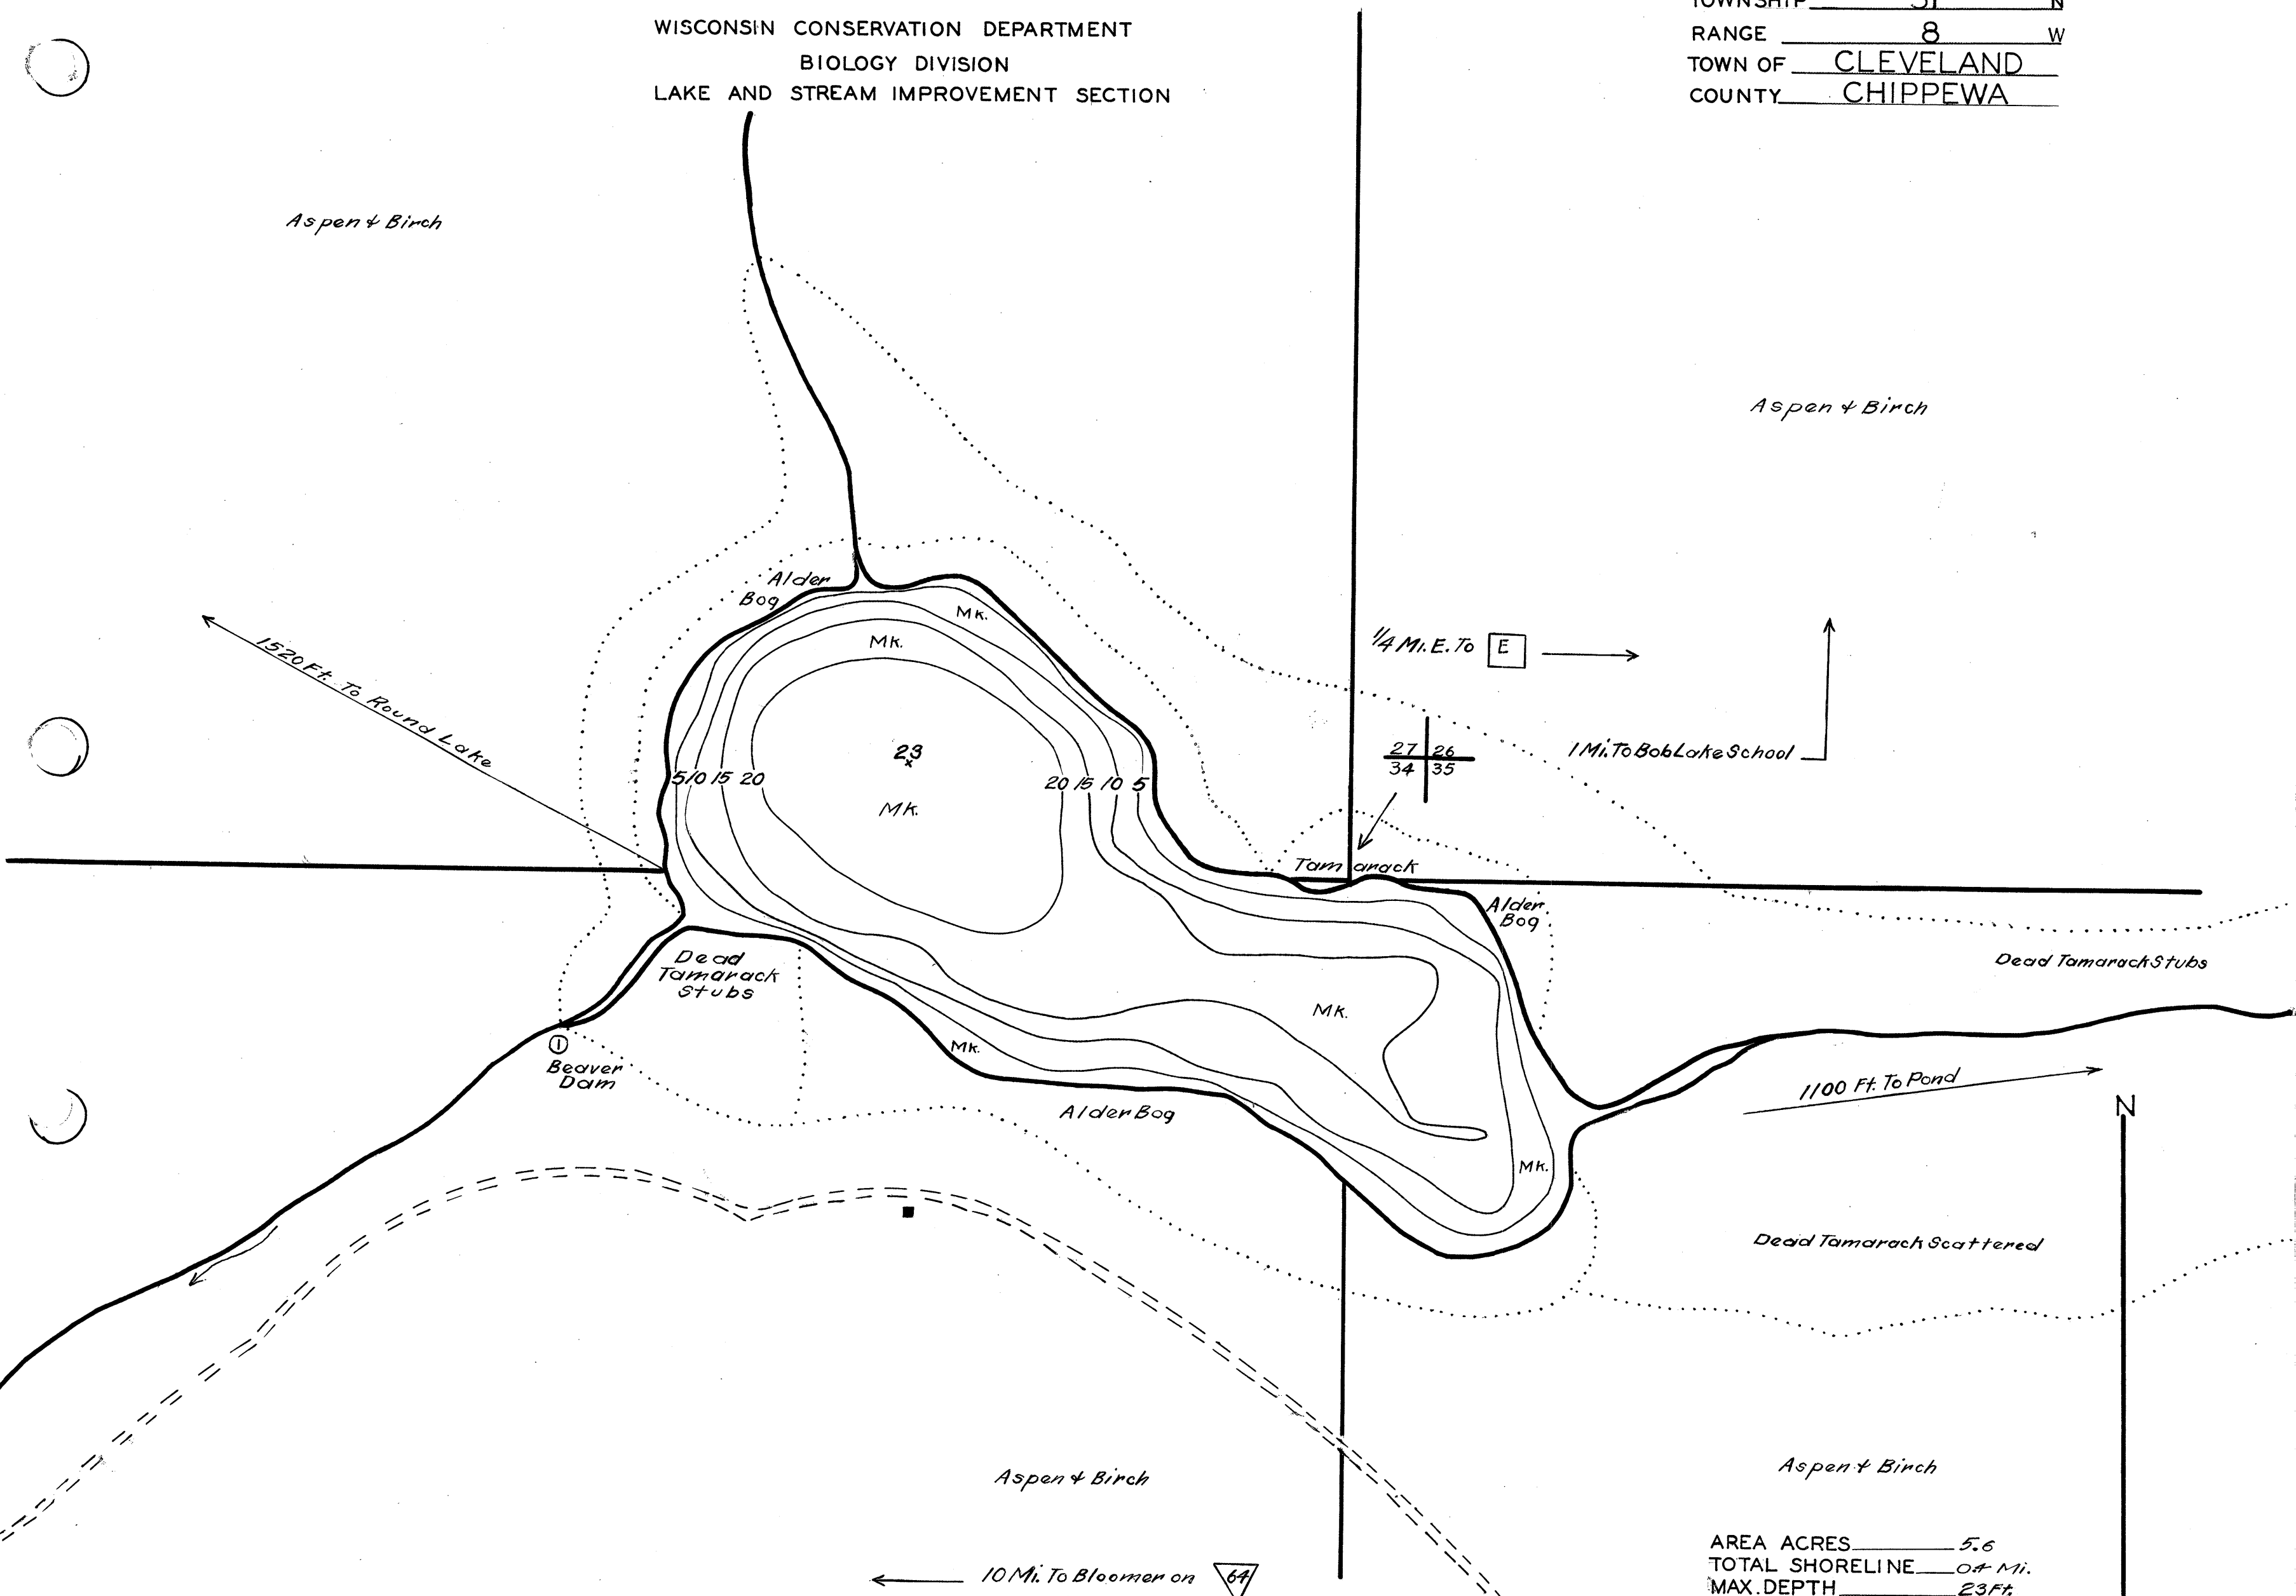 WISCONSIN CONSERVATION DEPARTMENT
BIOLOGY DIVISION
LAKE AND STREAM IMPROVEMENT SECTION
TOWNSHIP 31 N
RANGE 8 W
TOWN OF CLEVELAND
COUNTY CHIPPEWA
Aspen & Birch
Aspen & Birch
Alder
Bog
Mk.
Mk.
1520 Ft. To Round Lake
1/4 Mi. E. To E
23
x
27 26
34 35
1 Mi. To Bob Lake School
5 10 15 20
20 15 10 5
Mk.
Tamarack
Alder
Bog
Dead
Tamarack
Stubs
Dead Tamarack Stubs
Mk.
Mk.
1
Beaver
Dam
Alder Bog
1100 Ft. To Pond
N
Mk.
Dead Tamarack Scattered
Aspen & Birch
Aspen & Birch
10 Mi. To Bloomer on 64
AREA ACRES 5.6
TOTAL SHORELINE 0.4 Mi.
MAX. DEPTH 23 Ft.